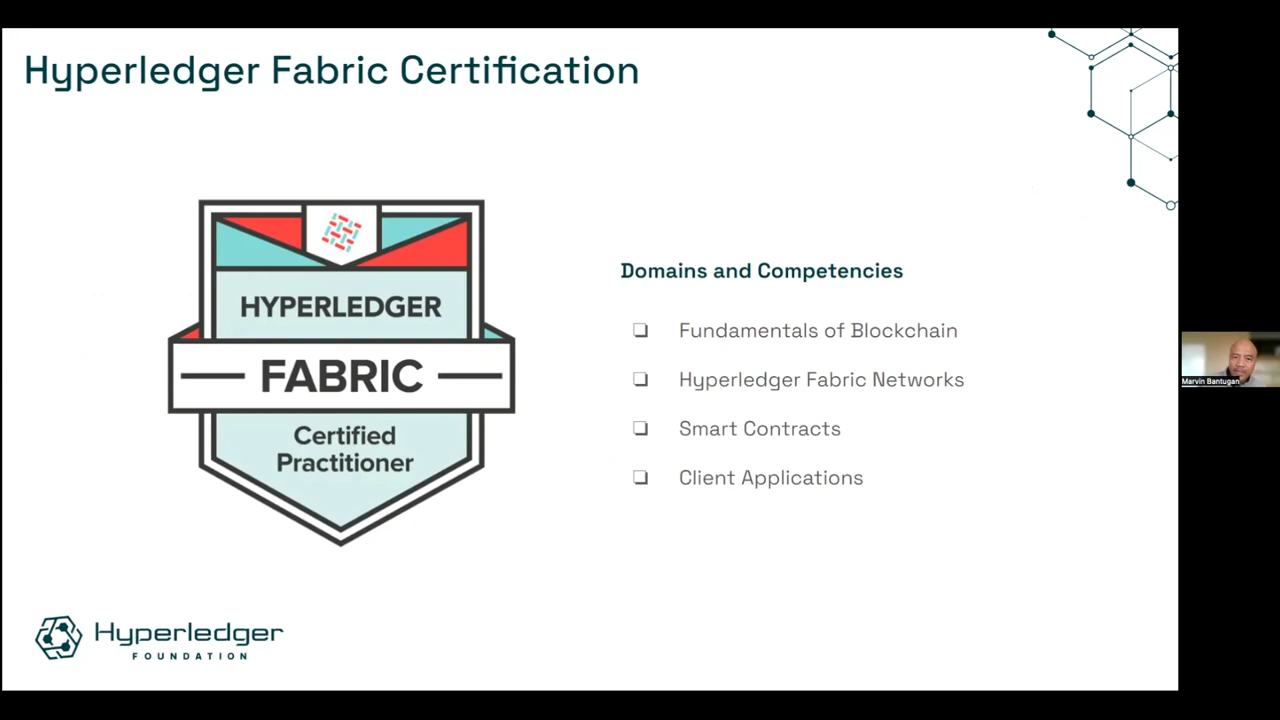 Hyperledger Fabric Certification
HYPERLEDGER
FABRIC
Certified
Practitioner
Domains and Competencies
Fundamentals of Blockchain
Hyperledger Fabric Networks
Smart Contracts
Client Applications
Marvin Bantugan
Hyperledger
FOUNDATION